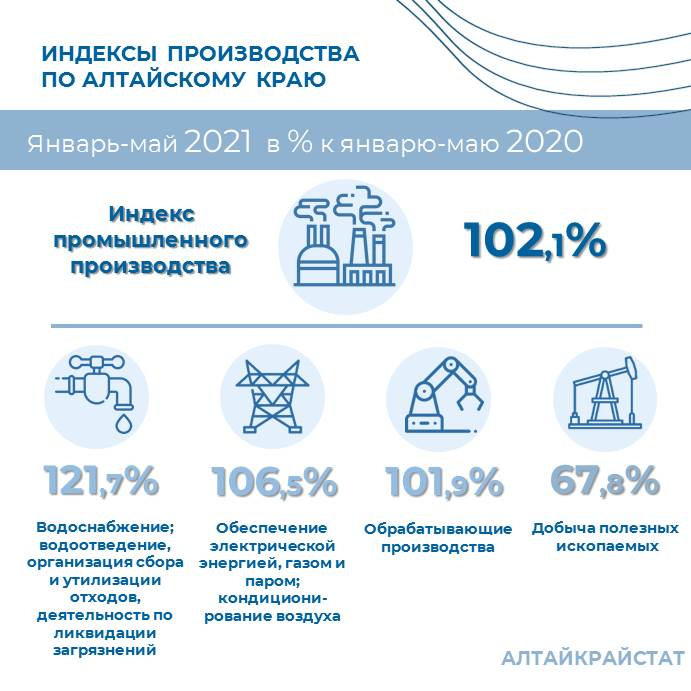 ИНДЕКСЫ ПРОИЗВОДСТВА
ПО АЛТАЙСКОМУ КРАЮ
Январь-май 2021 в % к январю-маю 2020
Индекс
промышленного
производства
102,1%
121,7%
Водоснабжение;
водоотведение,
организация сбора
и утилизации
отходов,
деятельность по
ликвидации
загрязнений
106,5%
Обеспечение
электрической
энергией, газом и
паром;
кондициони-
рование воздуха
101,9%
Обрабатывающие
производства
67,8%
Добыча полезных
ископаемых
АЛТАЙКРАЙСТАТ